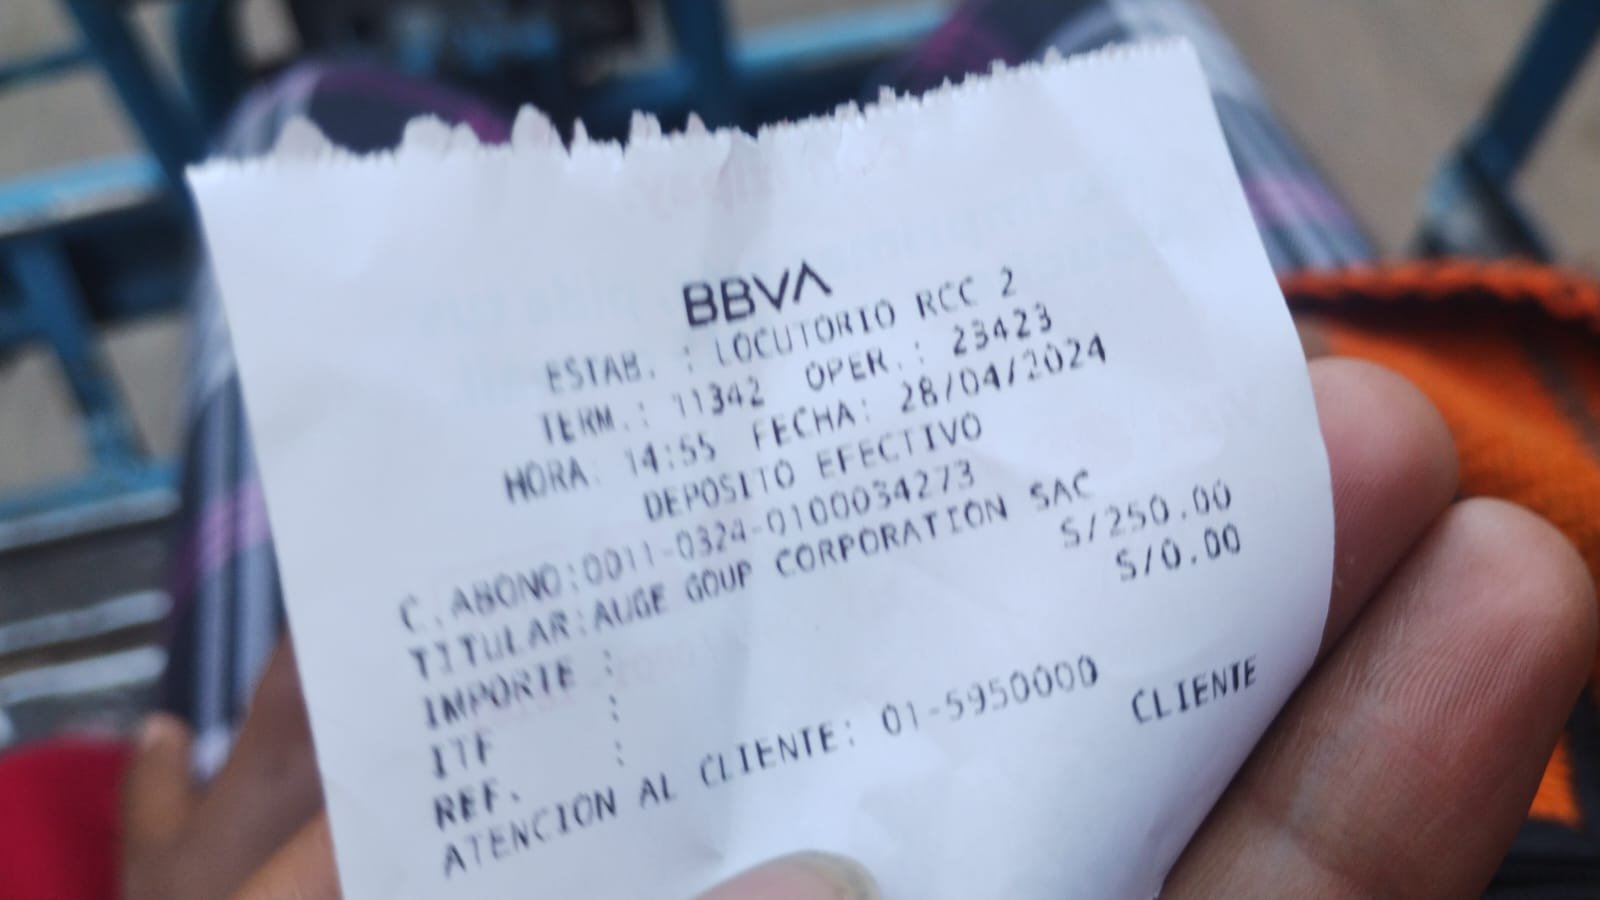 BBVA
ESTAB. : LOCUTORIO RCC 2
TERM.: 11342 OPER.: 23423
HORA: 14:55 FECHA: 28/04/2024
DEPOSITO EFECTIVO
C.ABONO:0011-0324-0100034273
TITULAR:AUGE GOUP CORPORATION SAC
IMPORTE : S/250.00
ITF : S/0.00
REF. :
ATENCION AL CLIENTE: 01-5950000
CLIENTE